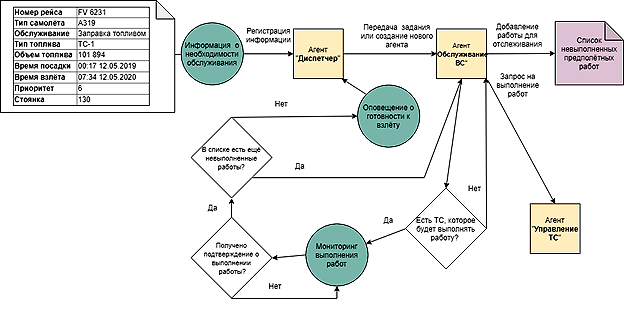 Номер рейса FV 6231
Тип самолёта A319
Обслуживание Заправка топливом
Тип топлива ТС-1
Объем топлива 101 894
Время посадки 00:17 12.05.2019
Время взлёта 07:34 12.05.2020
Приоритет 6
Стоянка 130
Информация о
необходимости
обслуживания
Регистрация
информации
Агент
"Диспетчер"
Передача задания
или создание нового
агента
Агент
"Обслуживание
ВС"
Добавление
работы для
отслеживания
Список
невыполненных
предполётных
работ
Запрос на
выполнение
работ
Нет
Оповещение о
готовности к
взлёту
В списке есть ещё
невыполненные
работы?
Да
Нет
Да
Да
Есть ТС, которое
будет выполнять
работу?
Агент
"Управление
ТС"
Получено
подтверждение о
выполнении
работы?
Мониторинг
выполнения
работ
Нет